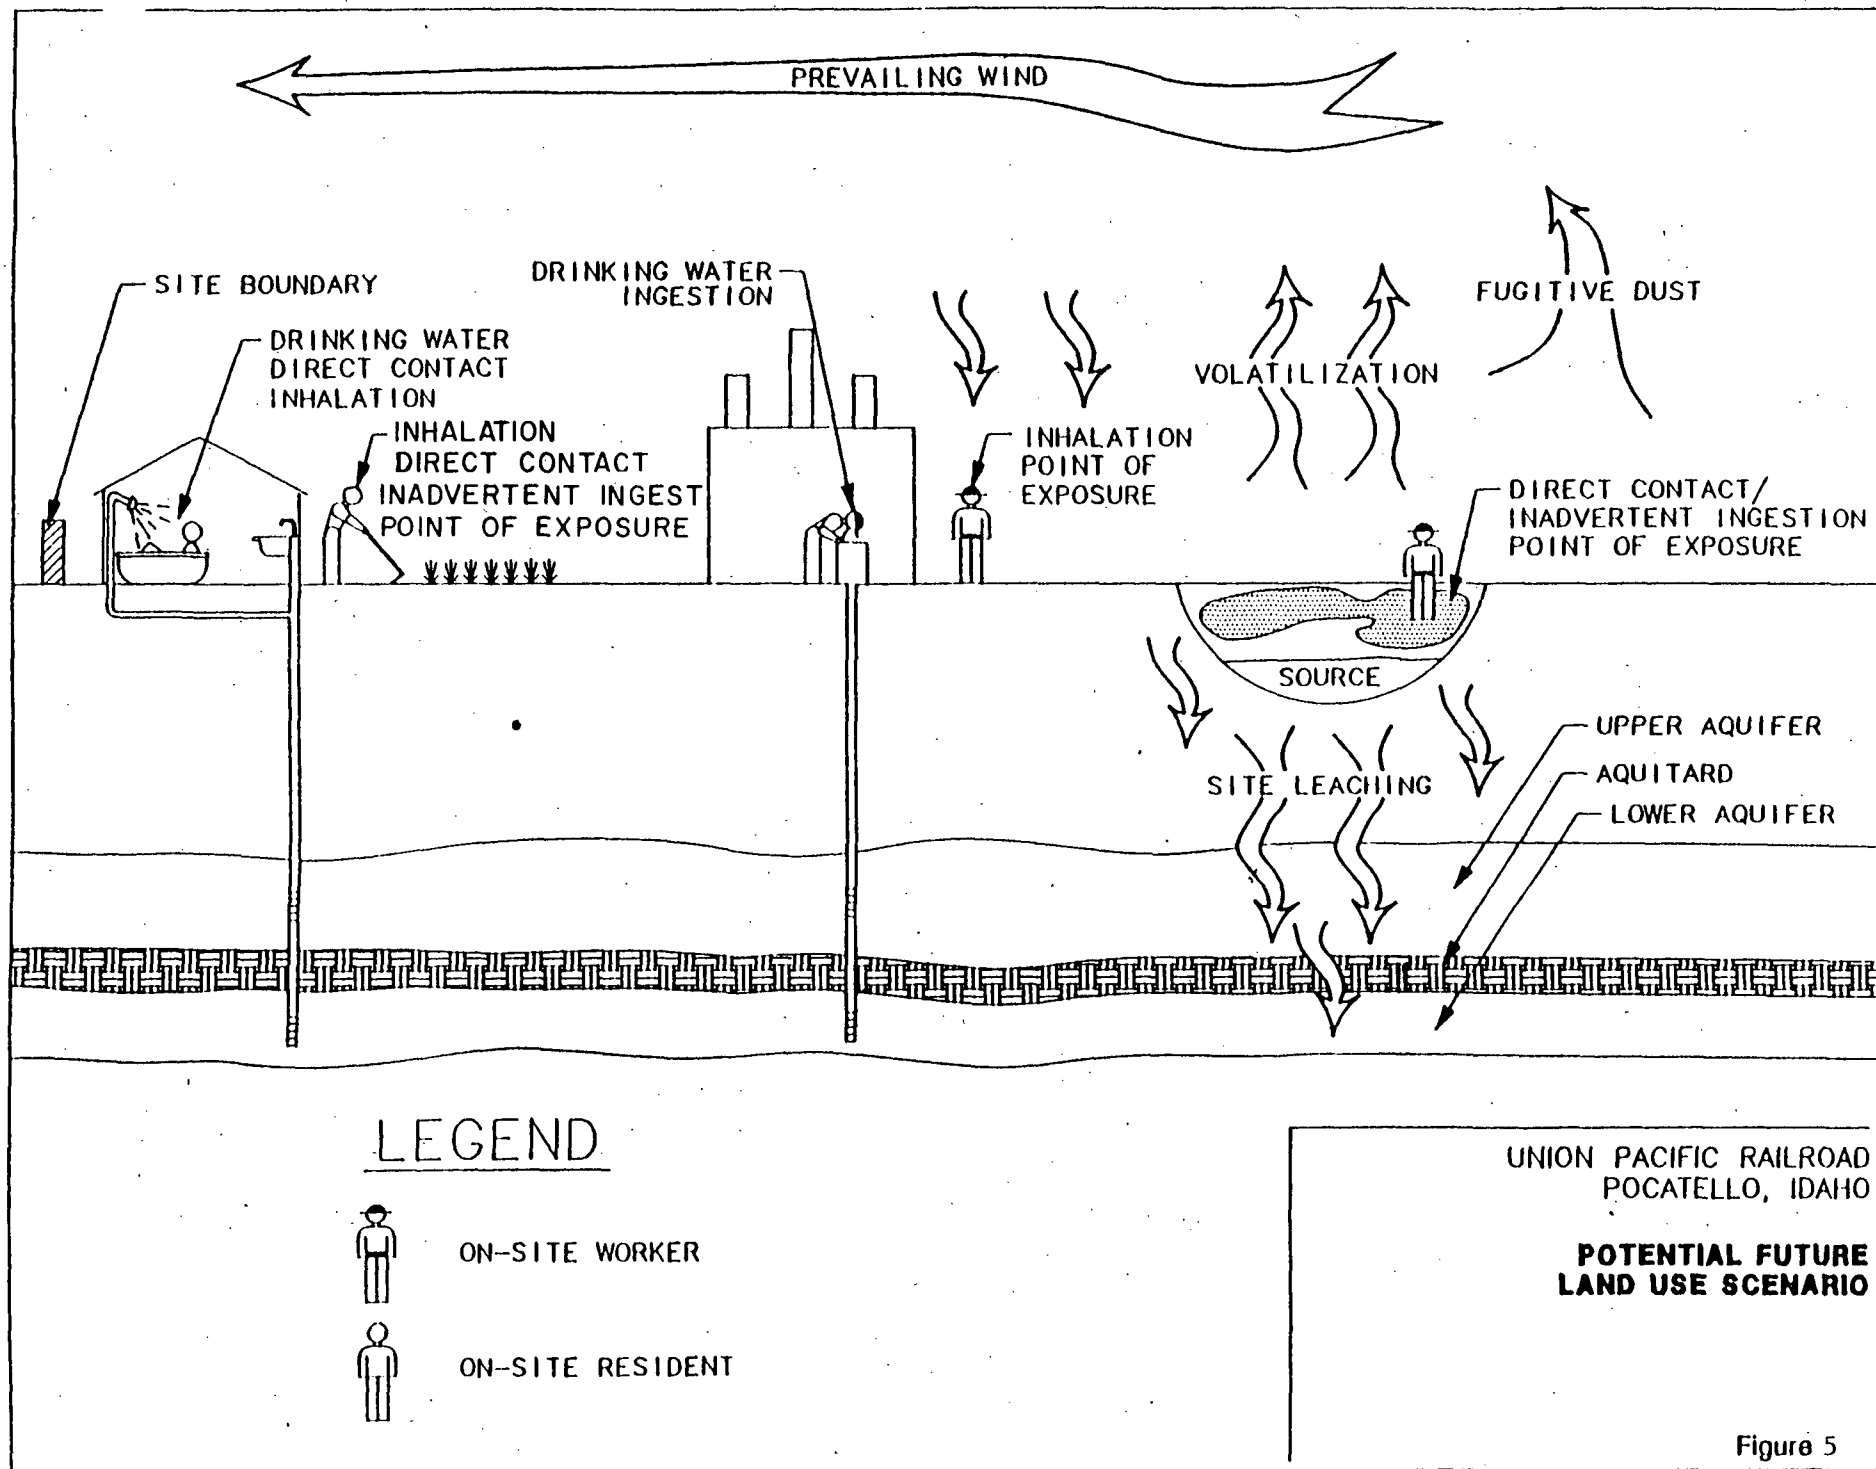 PREVAILING WIND
SITE BOUNDARY
DRINKING WATER
INGESTION
FUGITIVE DUST
DRINKING WATER
DIRECT CONTACT
INHALATION
VOLATILIZATION
INHALATION
DIRECT CONTACT
INADVERTENT INGEST
POINT OF EXPOSURE
INHALATION
POINT OF
EXPOSURE
DIRECT CONTACT/
INADVERTENT INGESTION
POINT OF EXPOSURE
SOURCE
SITE LEACHING
UPPER AQUIFER
AQUITARD
LOWER AQUIFER
LEGEND
ON-SITE WORKER
ON-SITE RESIDENT
UNION PACIFIC RAILROAD
POCATELLO, IDAHO
POTENTIAL FUTURE
LAND USE SCENARIO
Figure 5